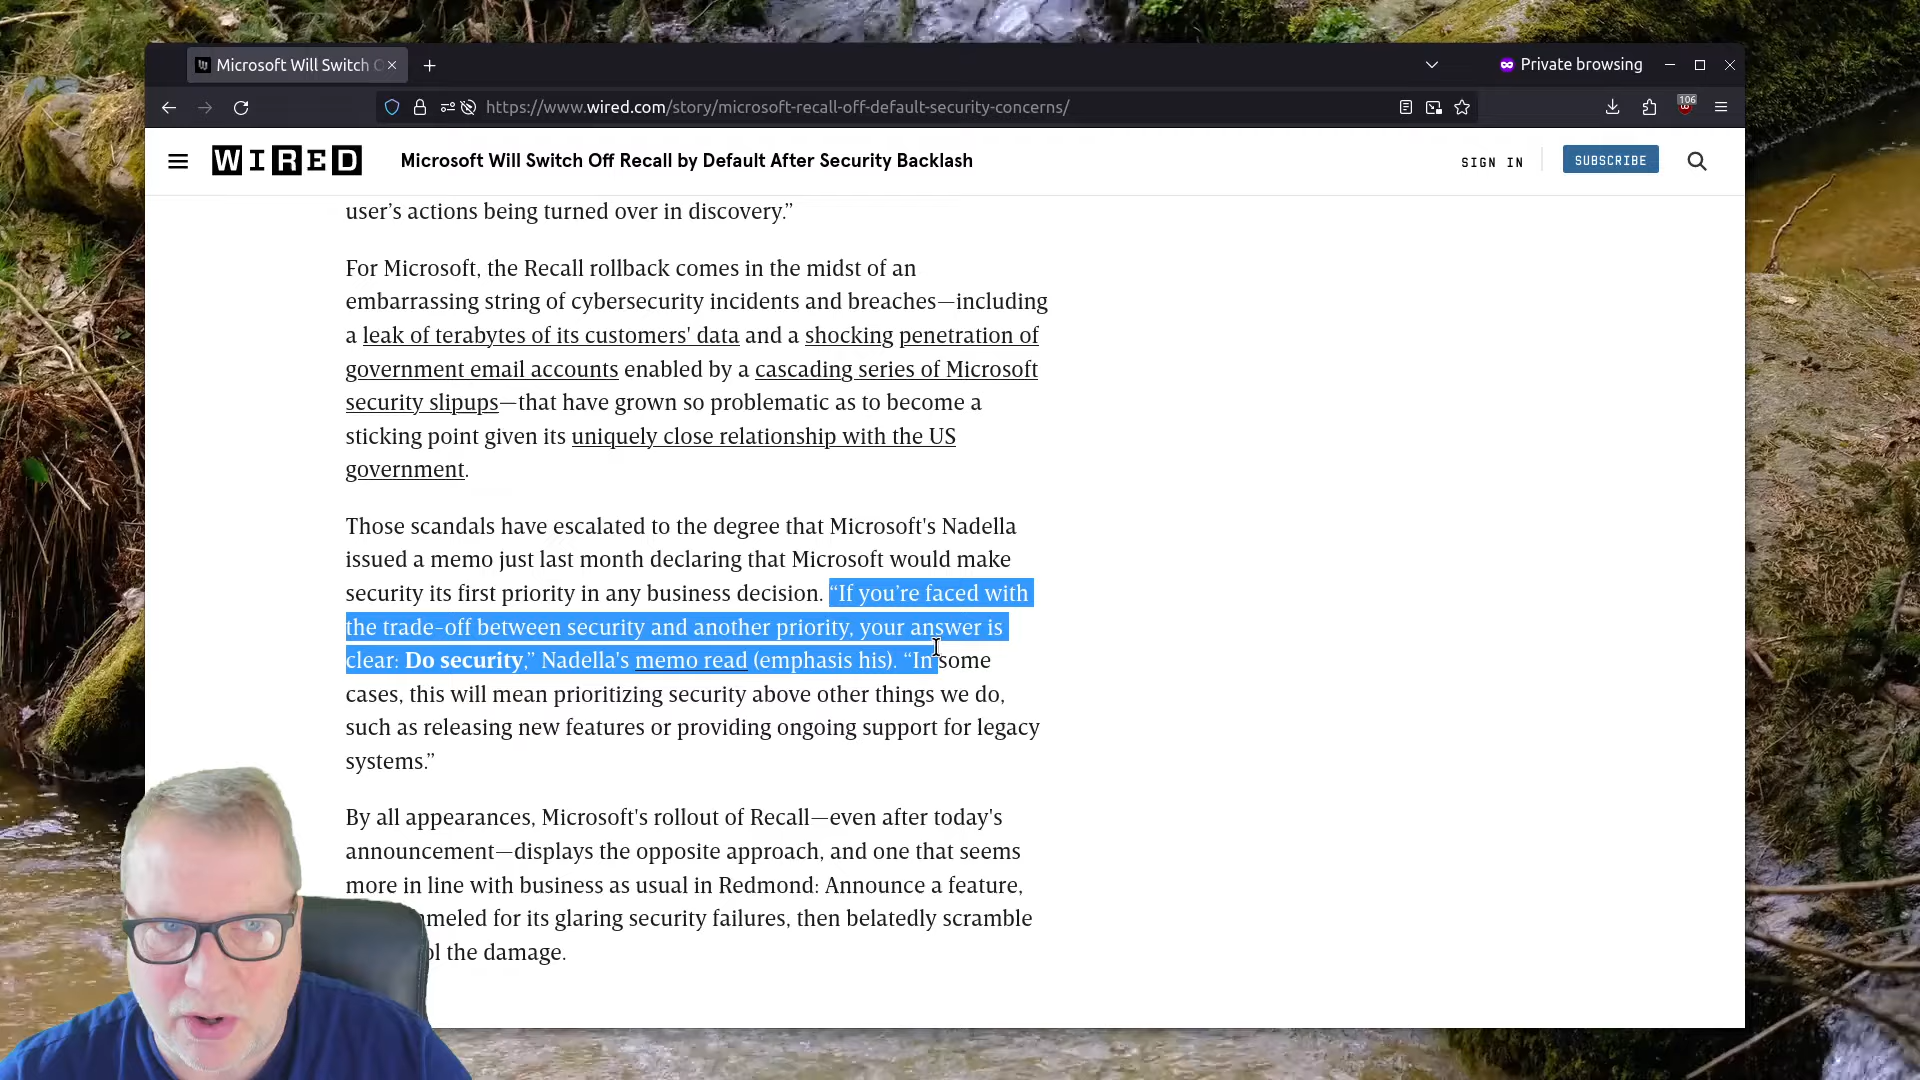 Microsoft Will Switch
Private browsing
https://www.wired.com/story/microsoft-recall-off-default-security-concerns/
106
WIRED
Microsoft Will Switch Off Recall by Default After Security Backlash
SIGN IN
SUBSCRIBE
user’s actions being turned over in discovery.”
For Microsoft, the Recall rollback comes in the midst of an
embarrassing string of cybersecurity incidents and breaches—including
a leak of terabytes of its customers' data and a shocking penetration of
government email accounts enabled by a cascading series of Microsoft
security slipups—that have grown so problematic as to become a
sticking point given its uniquely close relationship with the US
government.
Those scandals have escalated to the degree that Microsoft's Nadella
issued a memo just last month declaring that Microsoft would make
security its first priority in any business decision. “If you’re faced with
the trade-off between security and another priority, your answer is
clear: Do security,” Nadella's memo read (emphasis his). “In some
cases, this will mean prioritizing security above other things we do,
such as releasing new features or providing ongoing support for legacy
systems.”
By all appearances, Microsoft's rollout of Recall—even after today's
announcement—displays the opposite approach, and one that seems
more in line with business as usual in Redmond: Announce a feature,
for its glaring security failures, then belatedly scramble
the damage.